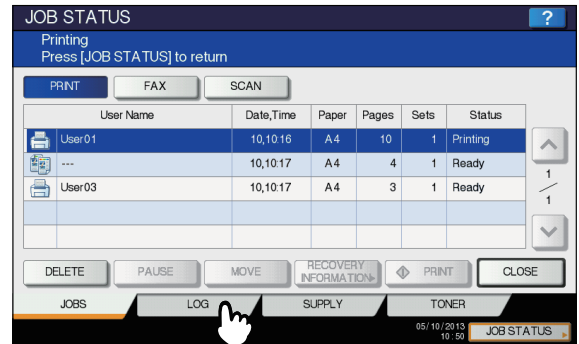 JOB STATUS ?
Printing
Press [JOB STATUS] to return
PRINT FAX SCAN
User Name Date,Time Paper Pages Sets Status
User01 10,10:16 A4 10 1 Printing
--- 10,10:17 A4 4 1 Ready
User03 10,10:17 A4 3 1 Ready
1
1
DELETE PAUSE MOVE RECOVERY INFORMATION PRINT CLOSE
JOBS LOG SUPPLY TONER
05/10/2013
10:50 JOB STATUS